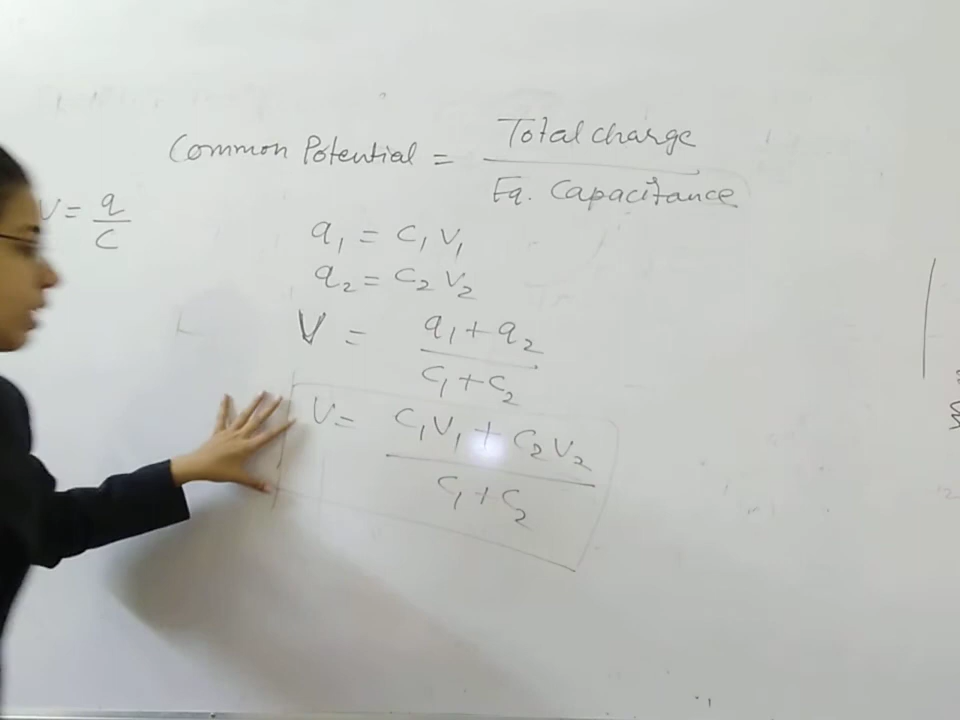 Common Potential = Total charge / Eq. Capacitance
V = q / C
q₁ = C₁ V₁
q₂ = C₂ V₂
V = q₁ + q₂ / C₁ + C₂
V = C₁V₁ + C₂V₂ / C₁ + C₂